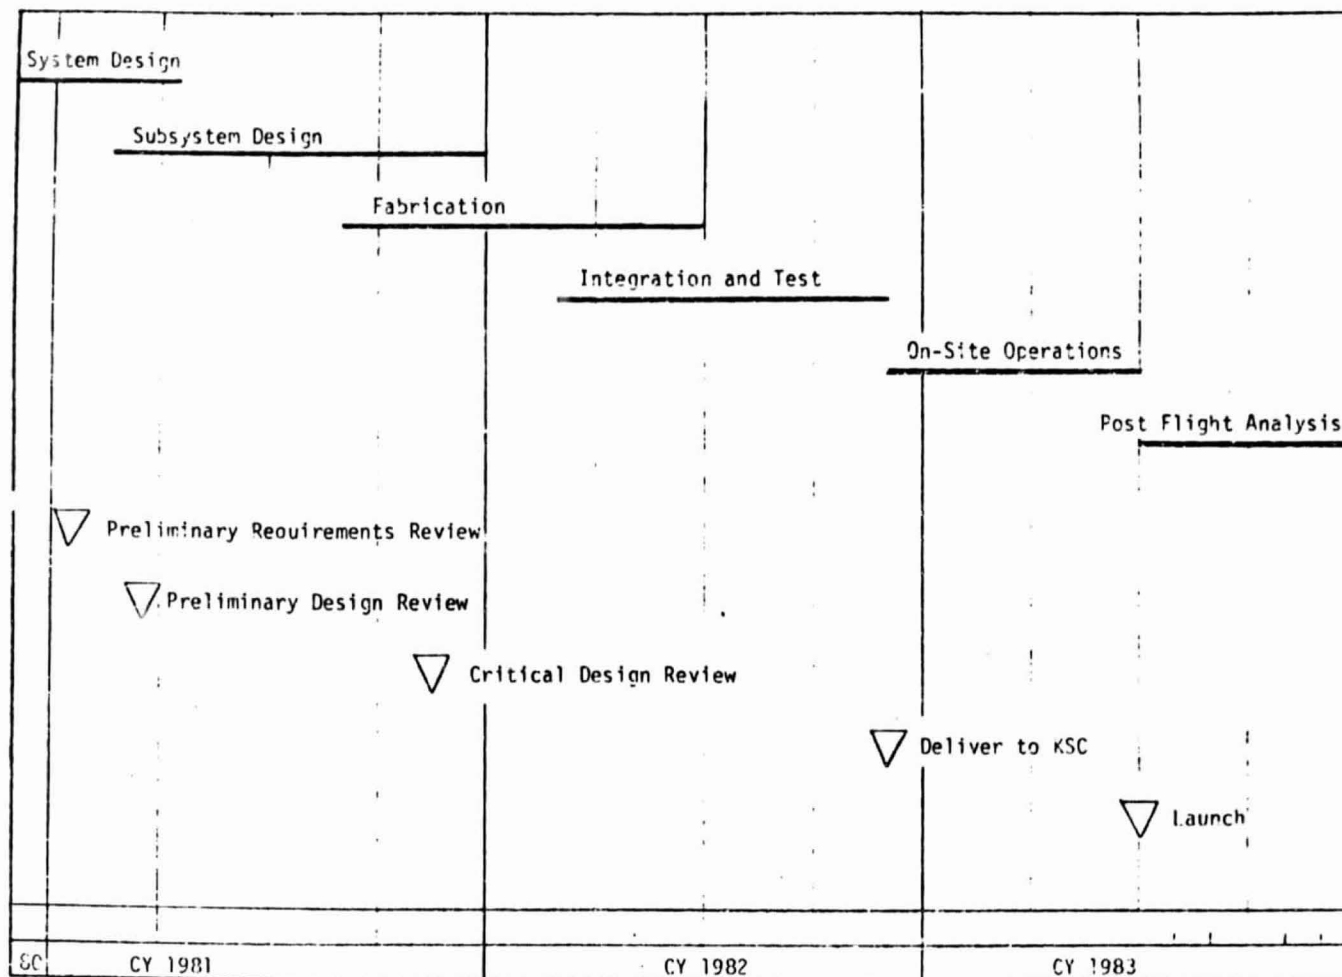 System Design
Subsystem Design
Fabrication
Integration and Test
On-Site Operations
Post Flight Analysis
Preliminary Reouirements Review
Preliminary Design Review
Critical Design Review
Deliver to KSC
Launch
80 CY 1981 CY 1982 CY 1983